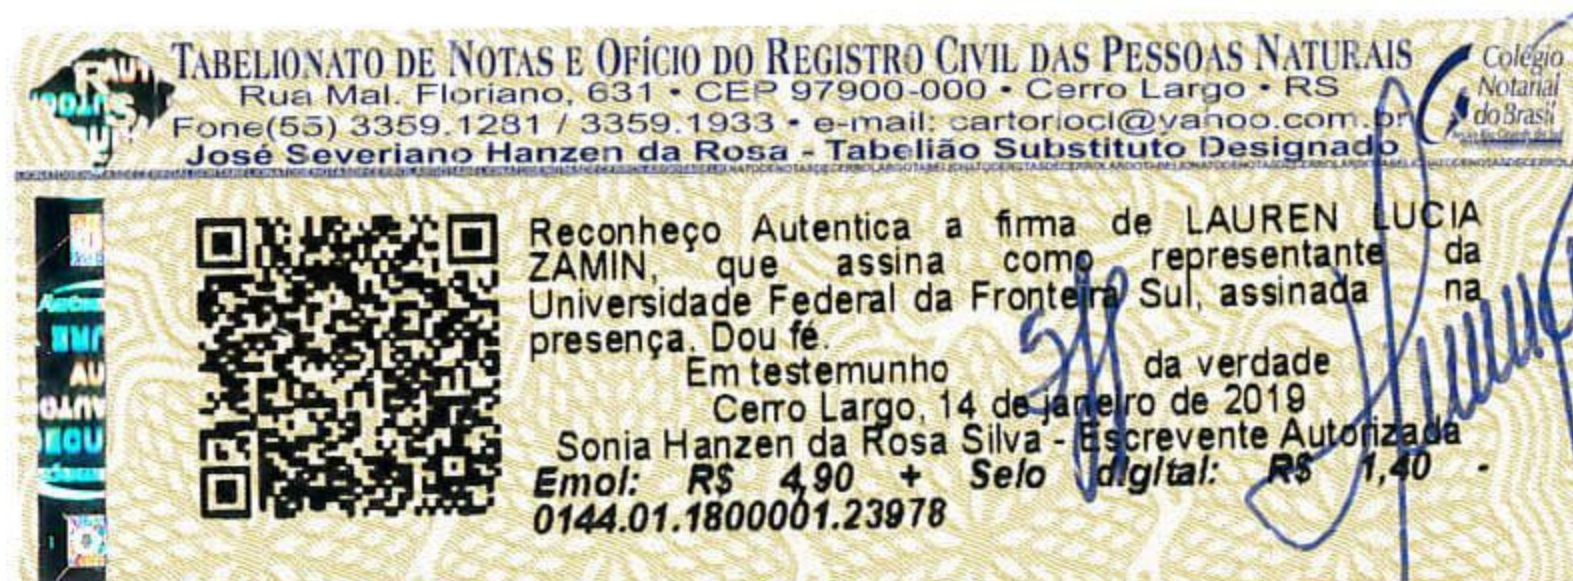 TABELIONATO DE NOTAS E OFÍCIO DO REGISTRO CIVIL DAS PESSOAS NATURAIS
Rua Mal. Floriano, 631 • CEP 97900-000 • Cerro Largo • RS
Fone(55) 3359.1281 / 3359.1933 • e-mail: cartoriocl@yahoo.com.br
José Severiano Hanzen da Rosa - Tabelião Substituto Designado
Colégio
Notarial
do Brasil
Reconheço Autentica a firma de LAUREN LUCIA
ZAMIN, que assina como representante da
Universidade Federal da Fronteira Sul, assinada na
presença. Dou fé.
Em testemunho da verdade
Cerro Largo, 14 de janeiro de 2019
Sonia Hanzen da Rosa Silva - Escrevente Autorizada
Emol: R$ 4,90 + Selo digital: R$ 1,40 -
0144.01.1800001.23978